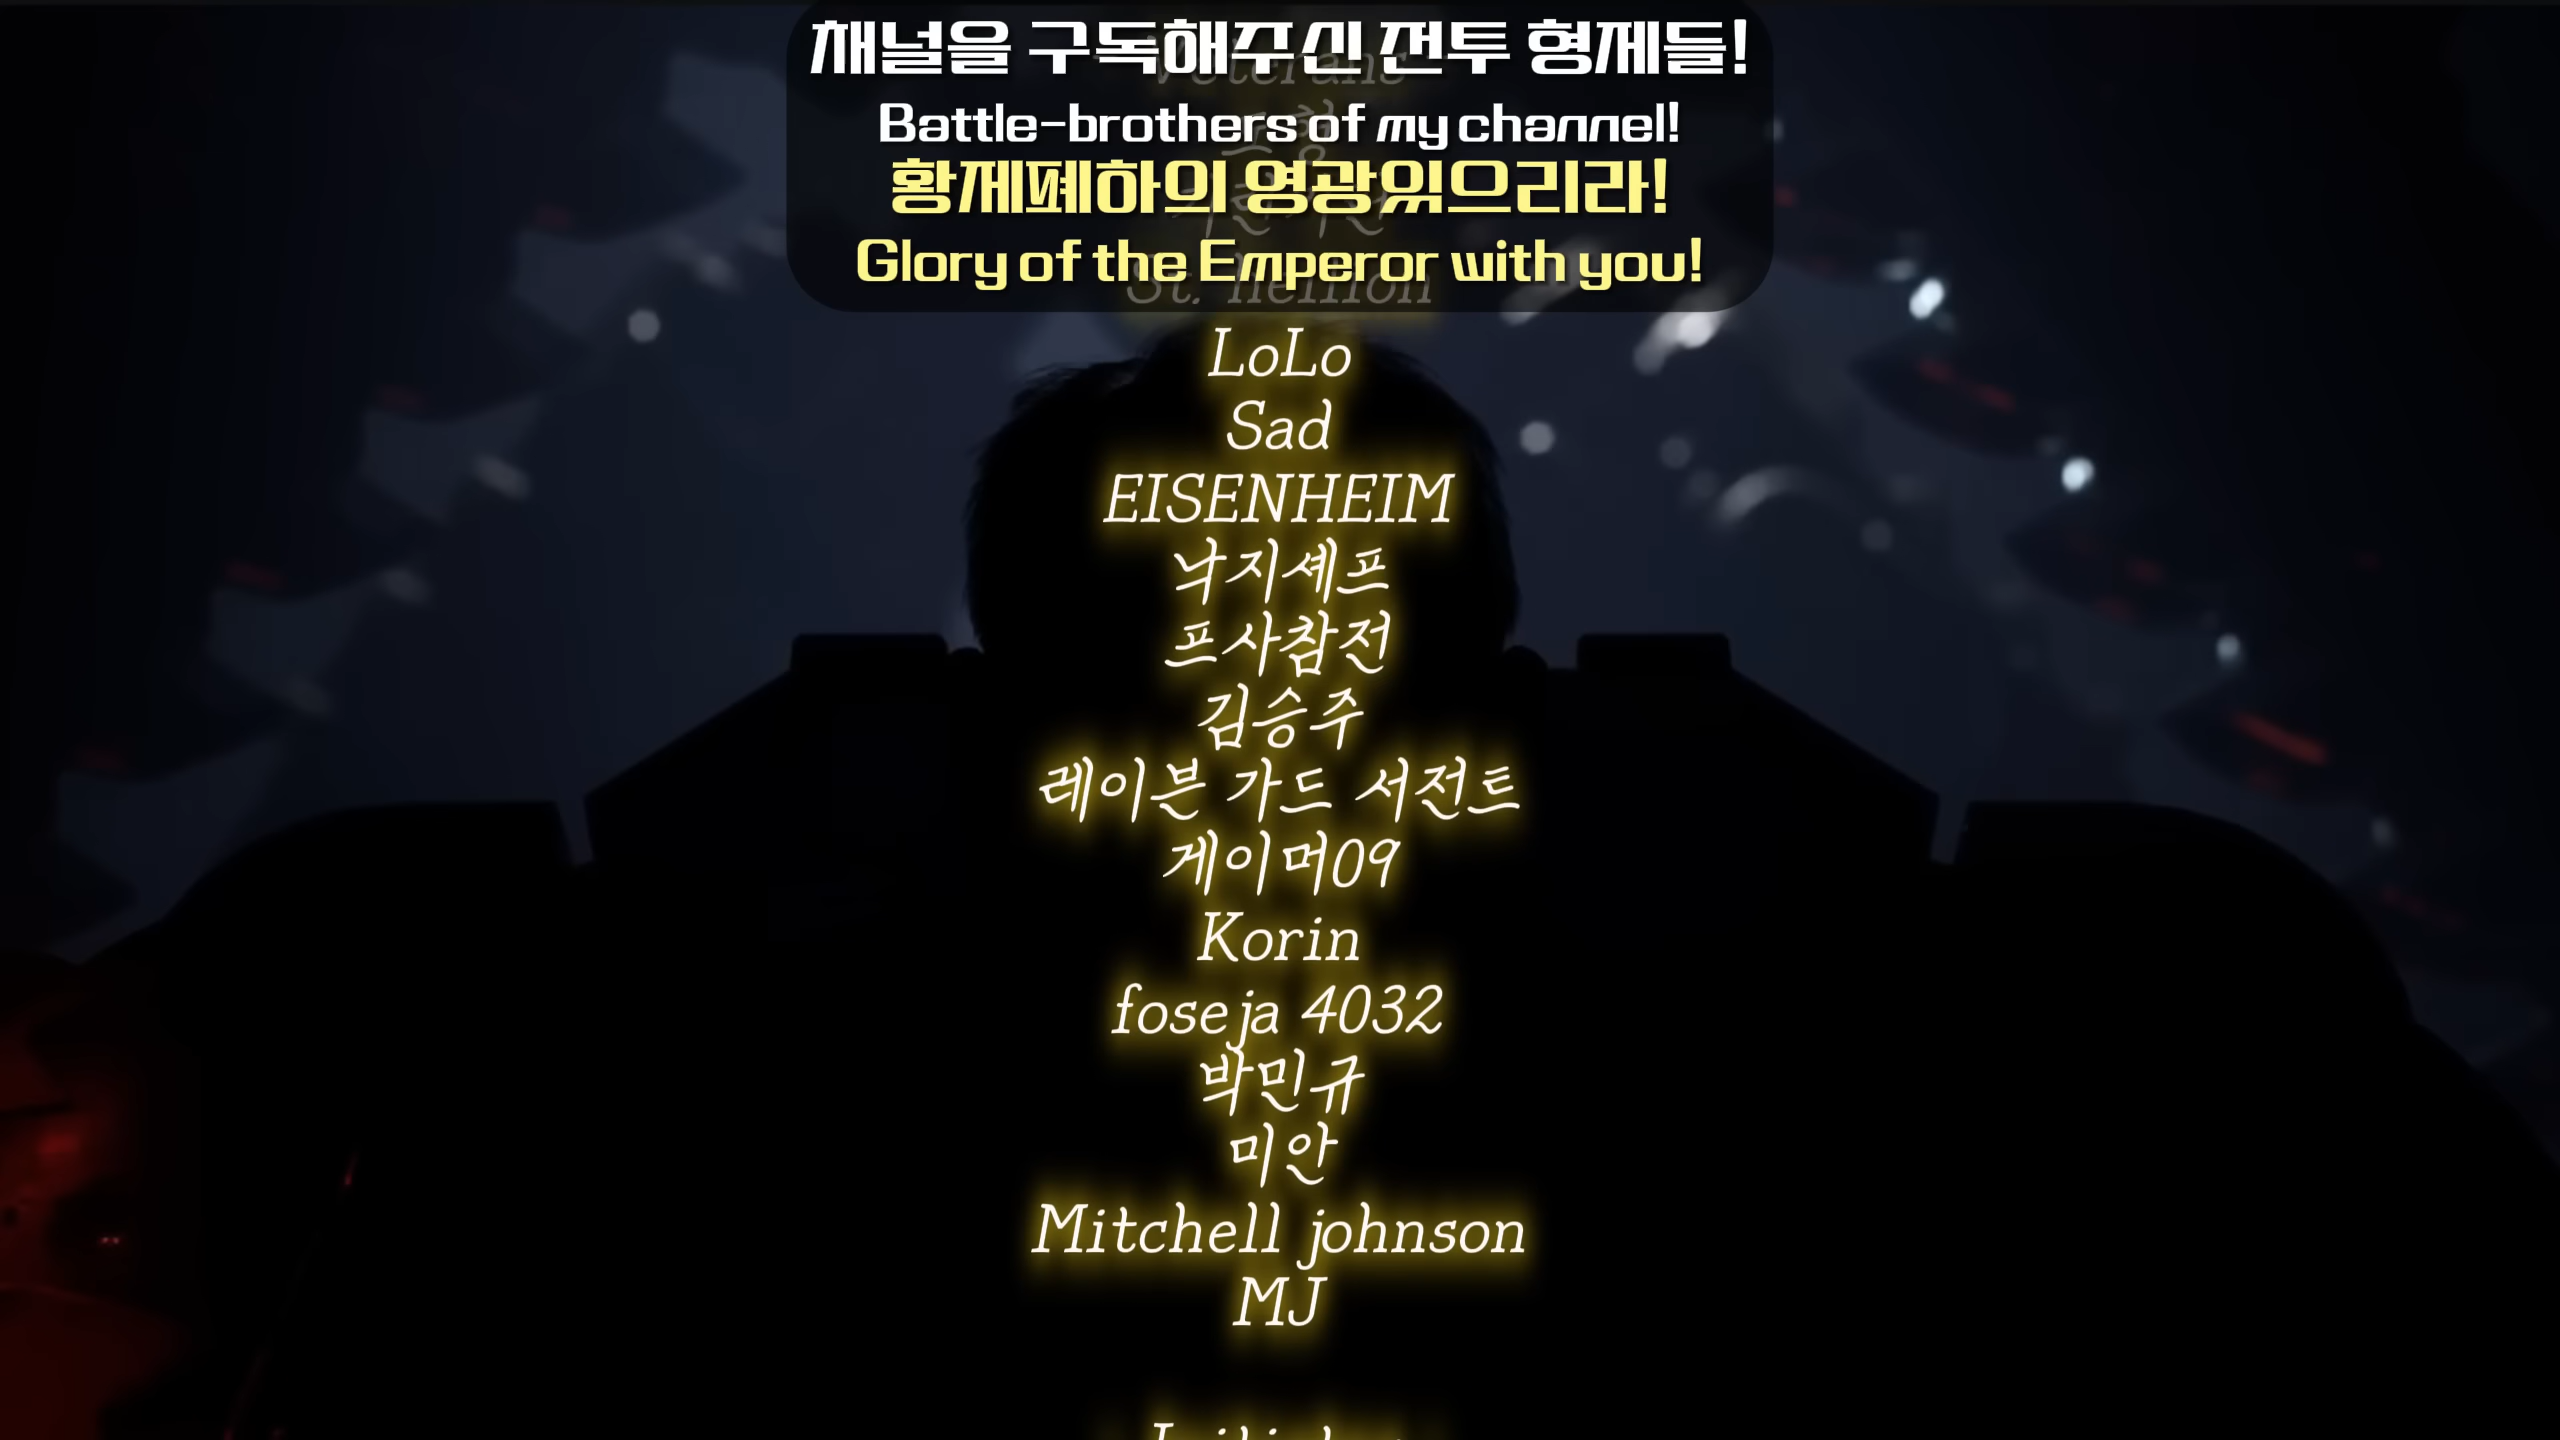 채널을 구독해주신 전투 형제들!
Battle-brothers of my channel!
황제폐하의 영광있으리라!
Glory of the Emperor with you!
Veterans
St. hellion
LoLo
Sad
EISENHEIM
낙지셰프
프사참전
김승주
레이븐 가드 서전트
게이머09
Korin
foseja 4032
박민규
미안
Mitchell johnson
MJ